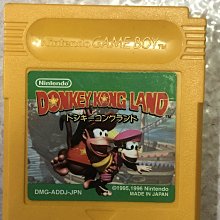 Nintendo GAME BOY™
Nintendo
DONKEY KONG LAND
ドンキーコングランド
DMG-ADDJ-JPN
©1995,1996 Nintendo
MADE IN JAPAN